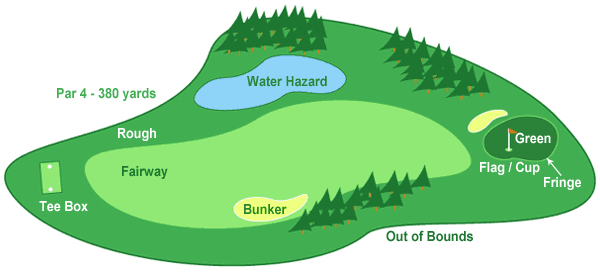 Water Hazard
Par 4 - 380 yards
Rough
Green
Fairway
Flag / Cup
Fringe
Tee Box
Bunker
Out of Bounds